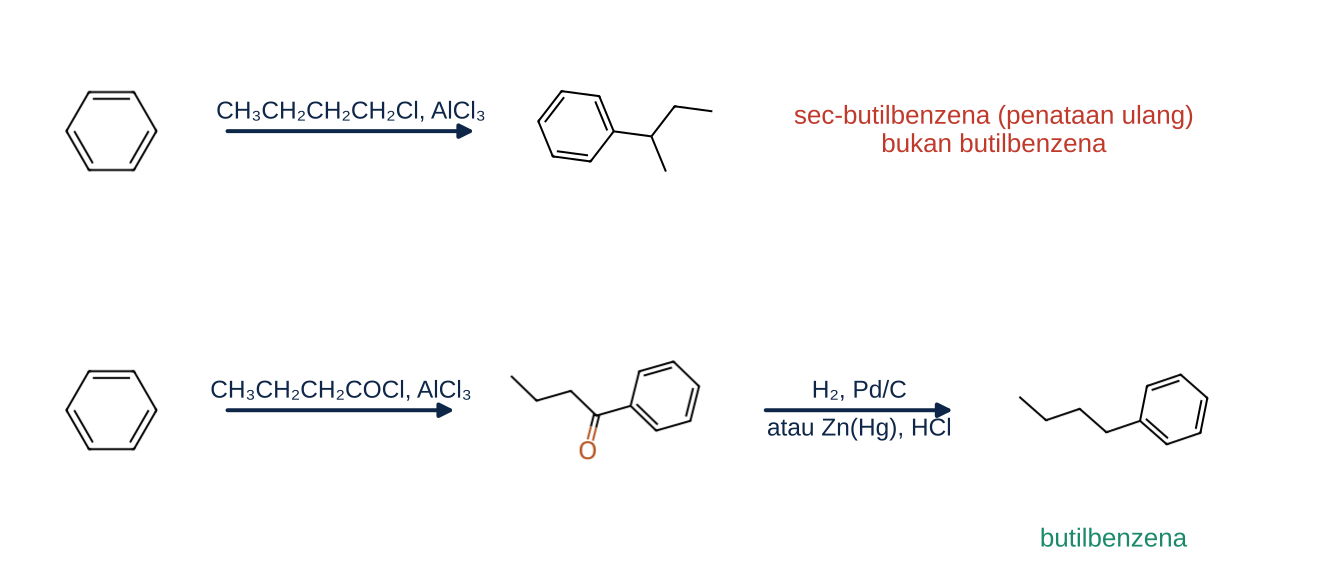 CH₃CH₂CH₂CH₂Cl, AlCl₃
sec-butilbenzena (penataan ulang)
bukan butilbenzena
CH₃CH₂CH₂COCl, AlCl₃
O
H₂, Pd/C
atau Zn(Hg), HCl
butilbenzena